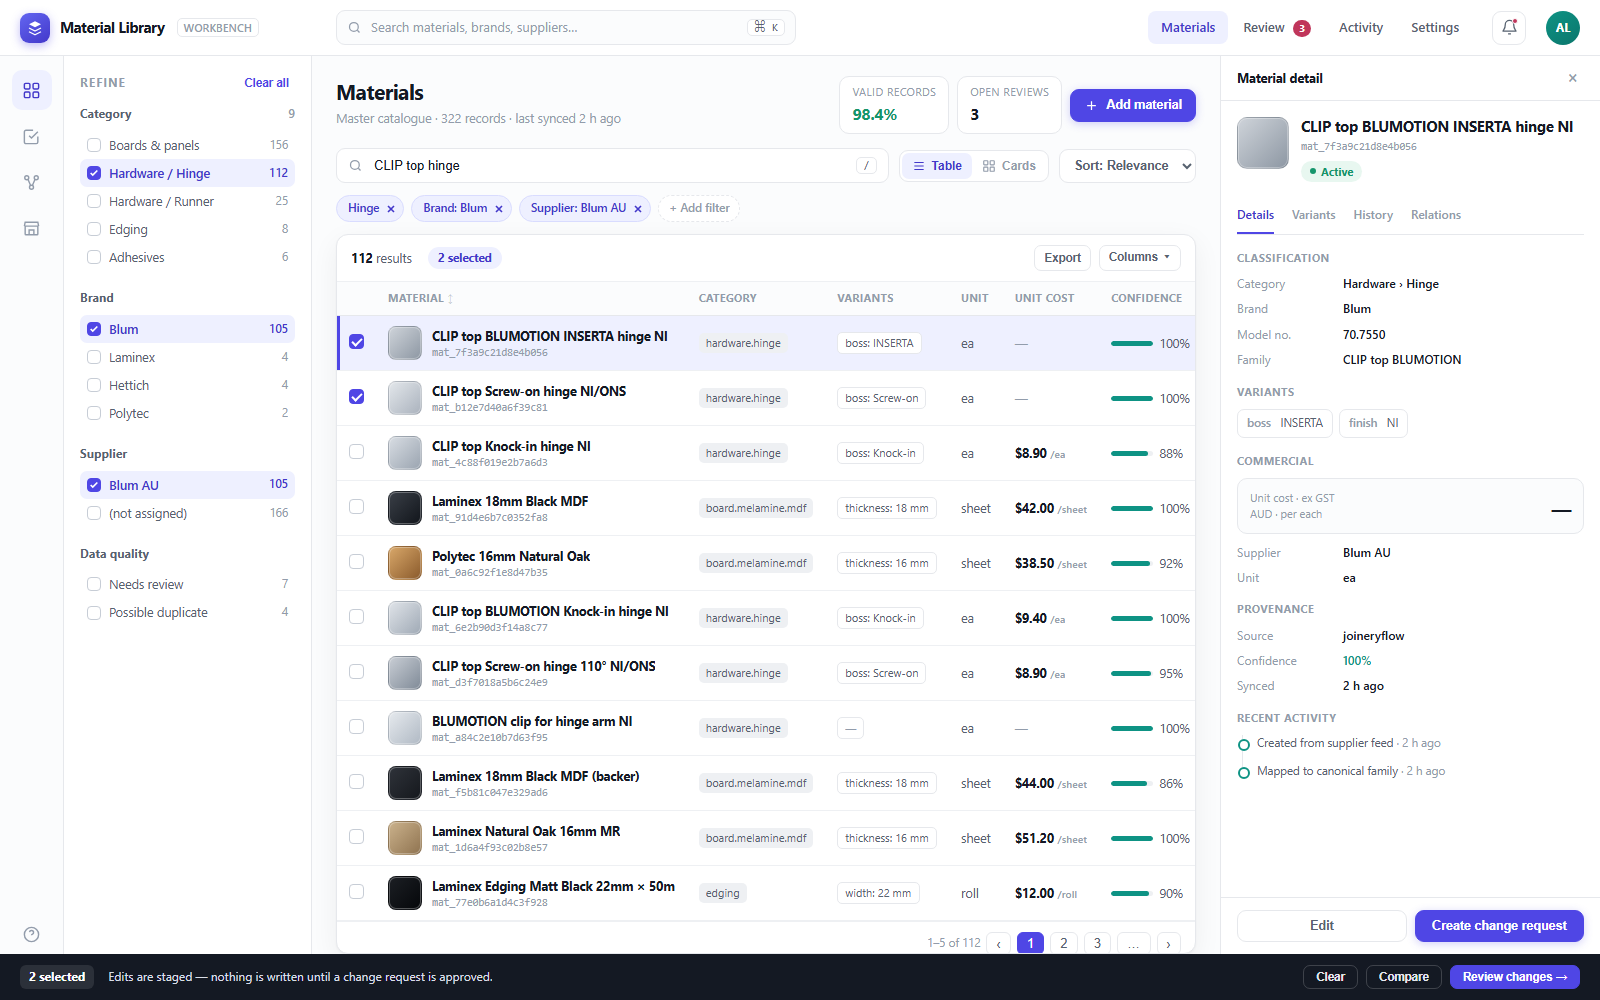 Material Library WORKBENCH
Search materials, brands, suppliers... ⌘ K
Materials Review 3 Activity Settings AL
REFINE Clear all
Category 9
Boards & panels 156
Hardware / Hinge 112
Hardware / Runner 25
Edging 8
Adhesives 6
Brand
Blum 105
Laminex 4
Hettich 4
Polytec 2
Supplier
Blum AU 105
(not assigned) 166
Data quality
Needs review 7
Possible duplicate 4
Materials
Master catalogue · 322 records · last synced 2 h ago
VALID RECORDS
98.4%
OPEN REVIEWS
3
+ Add material
CLIP top hinge /
Table Cards
Sort: Relevance
Hinge × Brand: Blum × Supplier: Blum AU × + Add filter
112 results 2 selected Export Columns
MATERIAL CATEGORY VARIANTS UNIT UNIT COST CONFIDENCE
CLIP top BLUMOTION INSERTA hinge NI hardware.hinge boss: INSERTA ea — 100%
mat_7f3a9c21d8e4b056
CLIP top Screw-on hinge NI/ONS hardware.hinge boss: Screw-on ea — 100%
mat_b12e7d40a6f39c81
CLIP top Knock-in hinge NI hardware.hinge boss: Knock-in ea $8.90 /ea 88%
mat_4c88f019e2b7a6d3
Laminex 18mm Black MDF board.melamine.mdf thickness: 18 mm sheet $42.00 /sheet 100%
mat_91d4e6b7c0352fa8
Polytec 16mm Natural Oak board.melamine.mdf thickness: 16 mm sheet $38.50 /sheet 92%
mat_0a6c92f1e8d47b35
CLIP top BLUMOTION Knock-in hinge NI hardware.hinge boss: Knock-in ea $9.40 /ea 100%
mat_6e2b90d3f14a8c77
CLIP top Screw-on hinge 110° NI/ONS hardware.hinge boss: Screw-on ea $8.90 /ea 95%
mat_d3f7018a5b6c24e9
BLUMOTION clip for hinge arm NI hardware.hinge — ea — 100%
mat_a84c2e10b7d63f95
Laminex 18mm Black MDF (backer) board.melamine.mdf thickness: 18 mm sheet $44.00 /sheet 86%
mat_f5b81c047e329ad6
Laminex Natural Oak 16mm MR board.melamine.mdf thickness: 16 mm sheet $51.20 /sheet 100%
mat_1d6a4f93c02b8e57
Laminex Edging Matt Black 22mm × 50m edging width: 22 mm roll $12.00 /roll 90%
mat_77e0b6a1d4c3f928
1–5 of 112 ‹ 1 2 3 … ›
Material detail ×
CLIP top BLUMOTION INSERTA hinge NI
mat_7f3a9c21d8e4b056
Active
Details Variants History Relations
CLASSIFICATION
Category Hardware › Hinge
Brand Blum
Model no. 70.7550
Family CLIP top BLUMOTION
VARIANTS
boss INSERTA finish NI
COMMERCIAL
Unit cost · ex GST
AUD · per each —
Supplier Blum AU
Unit ea
PROVENANCE
Source joineryflow
Confidence 100%
Synced 2 h ago
RECENT ACTIVITY
Created from supplier feed · 2 h ago
Mapped to canonical family · 2 h ago
Edit Create change request
2 selected Edits are staged — nothing is written until a change request is approved. Clear Compare Review changes →